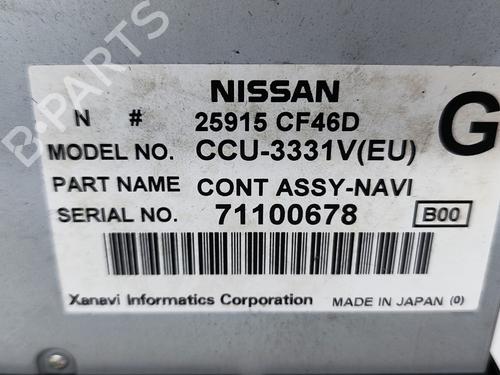 B-PARTS
NISSAN
N # 25915 CF46D
G
MODEL NO. CCU-3331V(EU)
PART NAME CONT ASSY-NAVI
SERIAL NO. 71100678 B00
Xanavi Informatics Corporation MADE IN JAPAN (0)